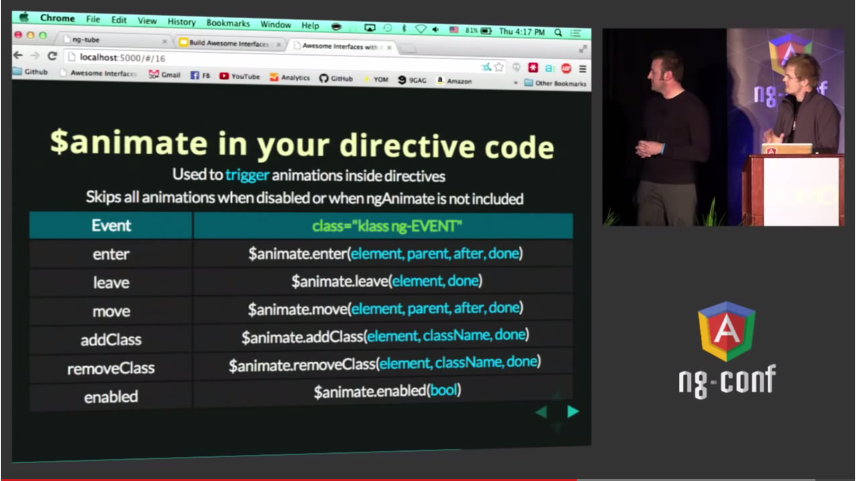 Chrome File Edit View History Bookmarks Window Help 81% Thu 4:17 PM
ng-tube
Build Awesome Interfaces
Awesome Interfaces with A
localhost:5000/#/16
Github Awesome Interfaces Gmail FB YouTube Analytics GitHub YOM 9GAG Amazon » Other Bookmarks
$animate in your directive code
Used to trigger animations inside directives
Skips all animations when disabled or when ngAnimate is not included
Event class="klass ng-EVENT"
enter $animate.enter(element, parent, after, done)
leave $animate.leave(element, done)
move $animate.move(element, parent, after, done)
addClass $animate.addClass(element, className, done)
removeClass $animate.removeClass(element, className, done)
enabled $animate.enabled(bool)
ng-conf
A
ng-conf